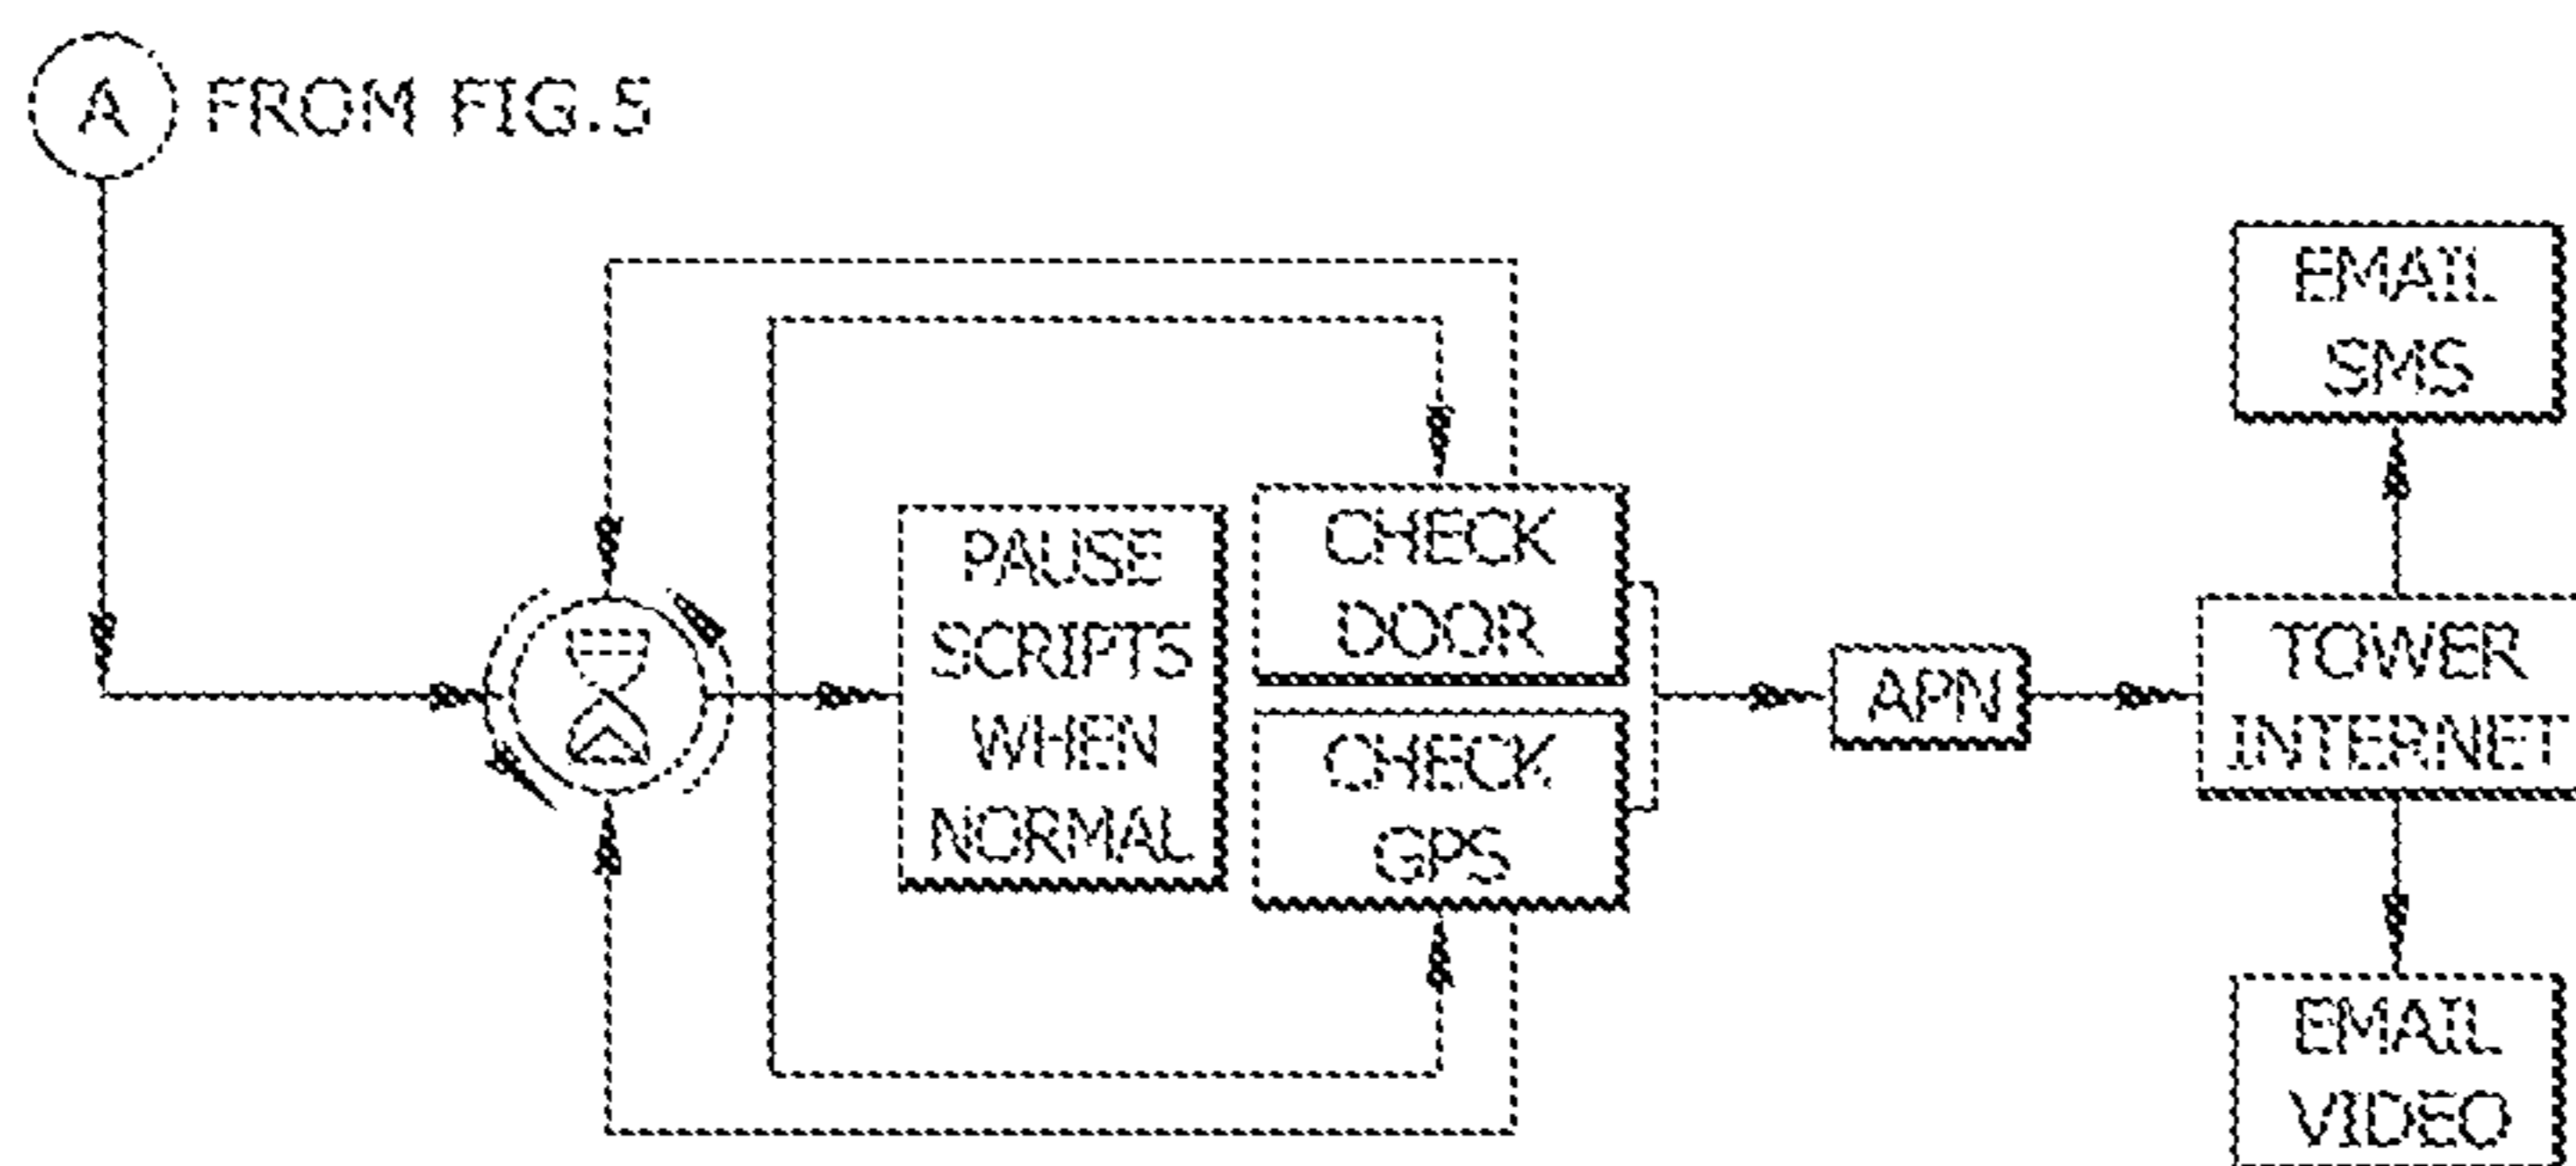 A FROM FIG.5
EMAIL
SMS
PAUSE
SCRIPTS
WHEN
NORMAL
CHECK
DOOR
CHECK
GPS
APN
TOWER
INTERNET
EMAIL
VIDEO